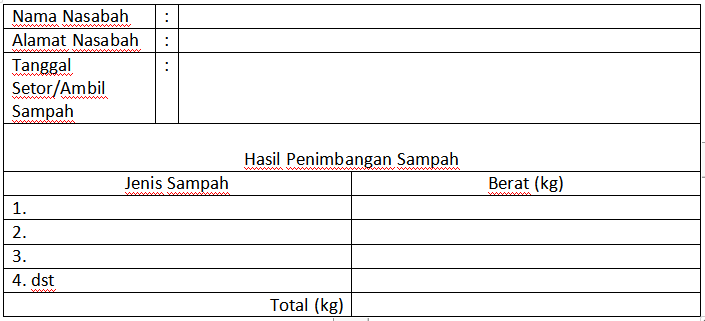 Nama Nasabah :
Alamat Nasabah :
Tanggal :
Setor/Ambil
Sampah
Hasil Penimbangan Sampah
Jenis Sampah Berat (kg)
1.
2.
3.
4. dst
Total (kg)